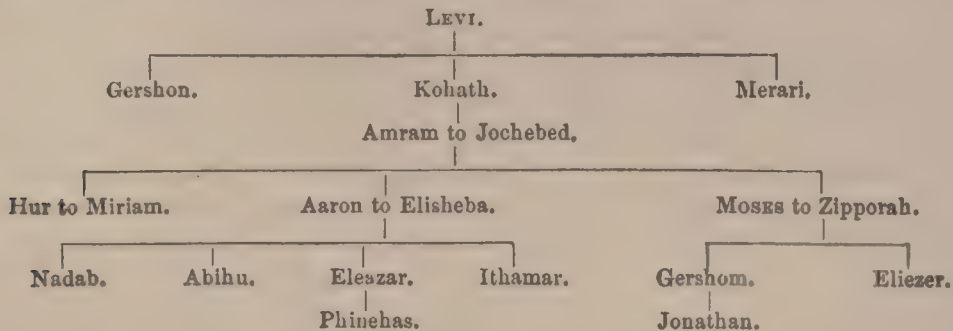 LEVI.
Gershon. Kohath. Merari.
Amram to Jochebed.
Hur to Miriam. Aaron to Elisheba. MOSES to Zipporah.
Nadab. Abihu. Eleazar. Ithamar. Gershom. Eliezer.
Phinehas. Jonathan.